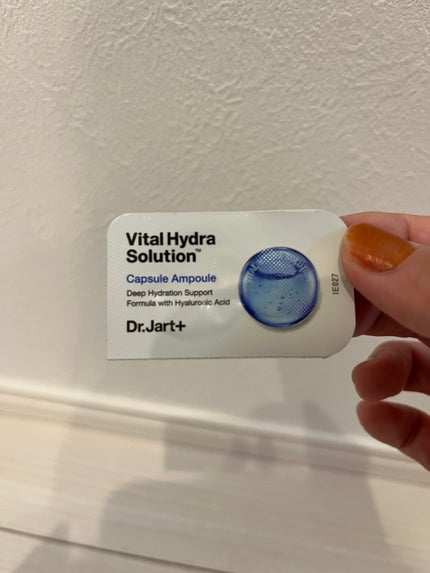 Vital Hydra
Solution™
Capsule Ampoule
Deep Hydration Support
Formula with Hyaluronic Acid
Dr.Jart+
IE027